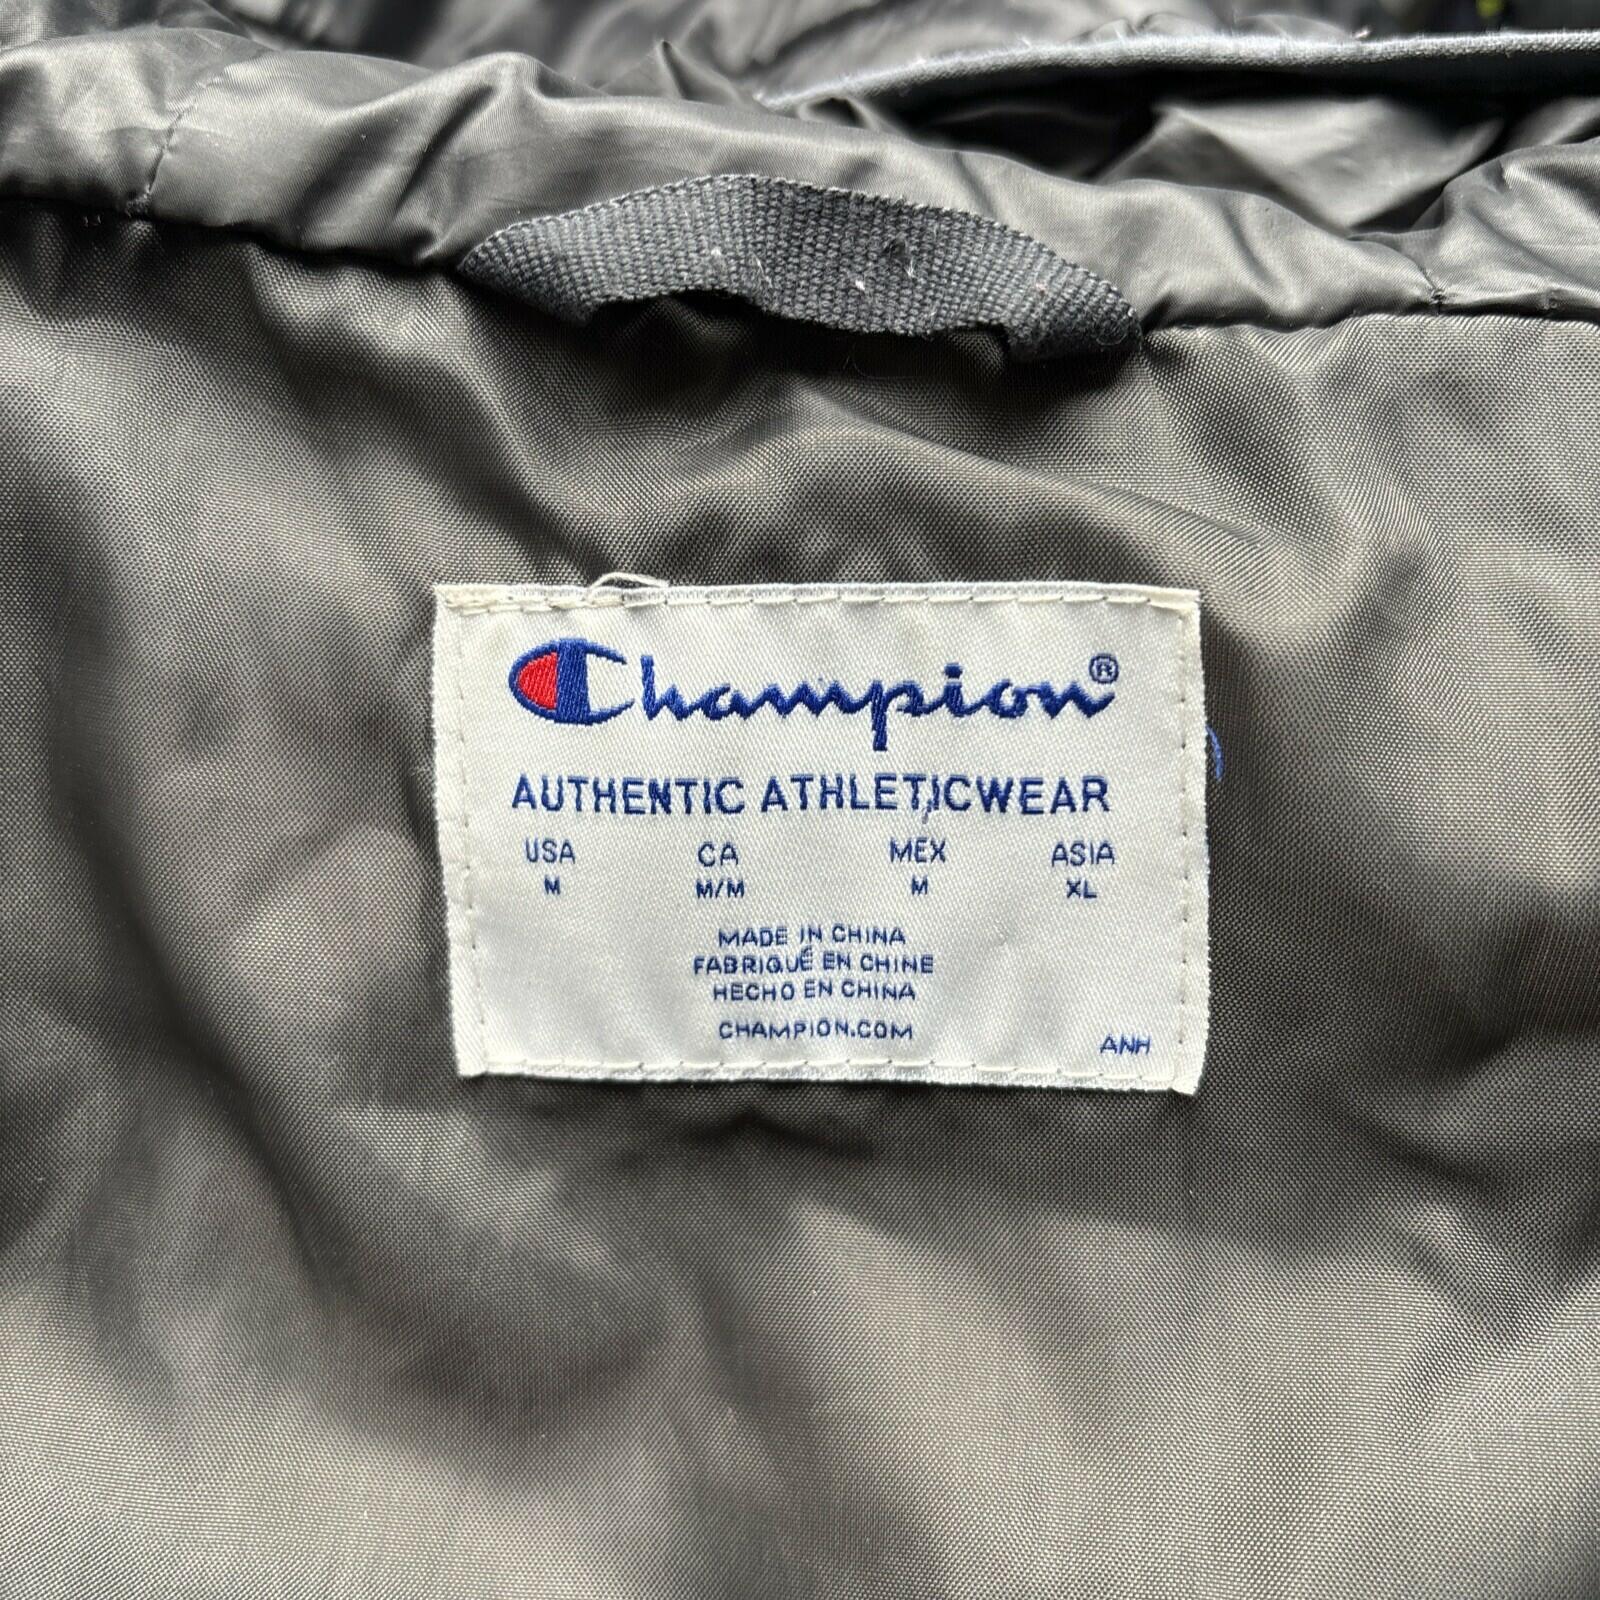 Champion®
AUTHENTIC ATHLETICWEAR
USA CA MEX ASIA
M M/M M XL
MADE IN CHINA
FABRIQUÉ EN CHINE
HECHO EN CHINA
CHAMPION.COM
ANH